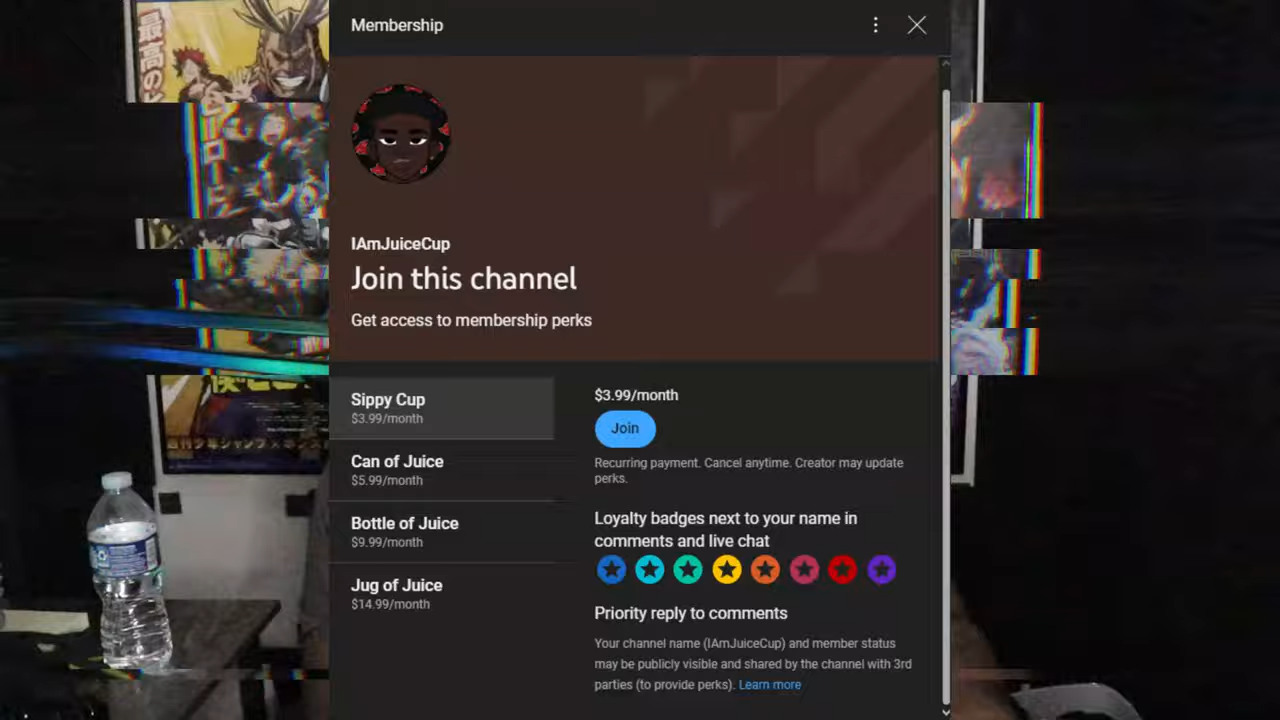 Membership
最高の
IAmJuiceCup
Join this channel
Get access to membership perks
Sippy Cup
$3.99/month
Can of Juice
$5.99/month
Bottle of Juice
$9.99/month
Jug of Juice
$14.99/month
$3.99/month
Join
Recurring payment. Cancel anytime. Creator may update
perks.
Loyalty badges next to your name in
comments and live chat
Priority reply to comments
Your channel name (IAmJuiceCup) and member status
may be publicly visible and shared by the channel with 3rd
parties (to provide perks). Learn more